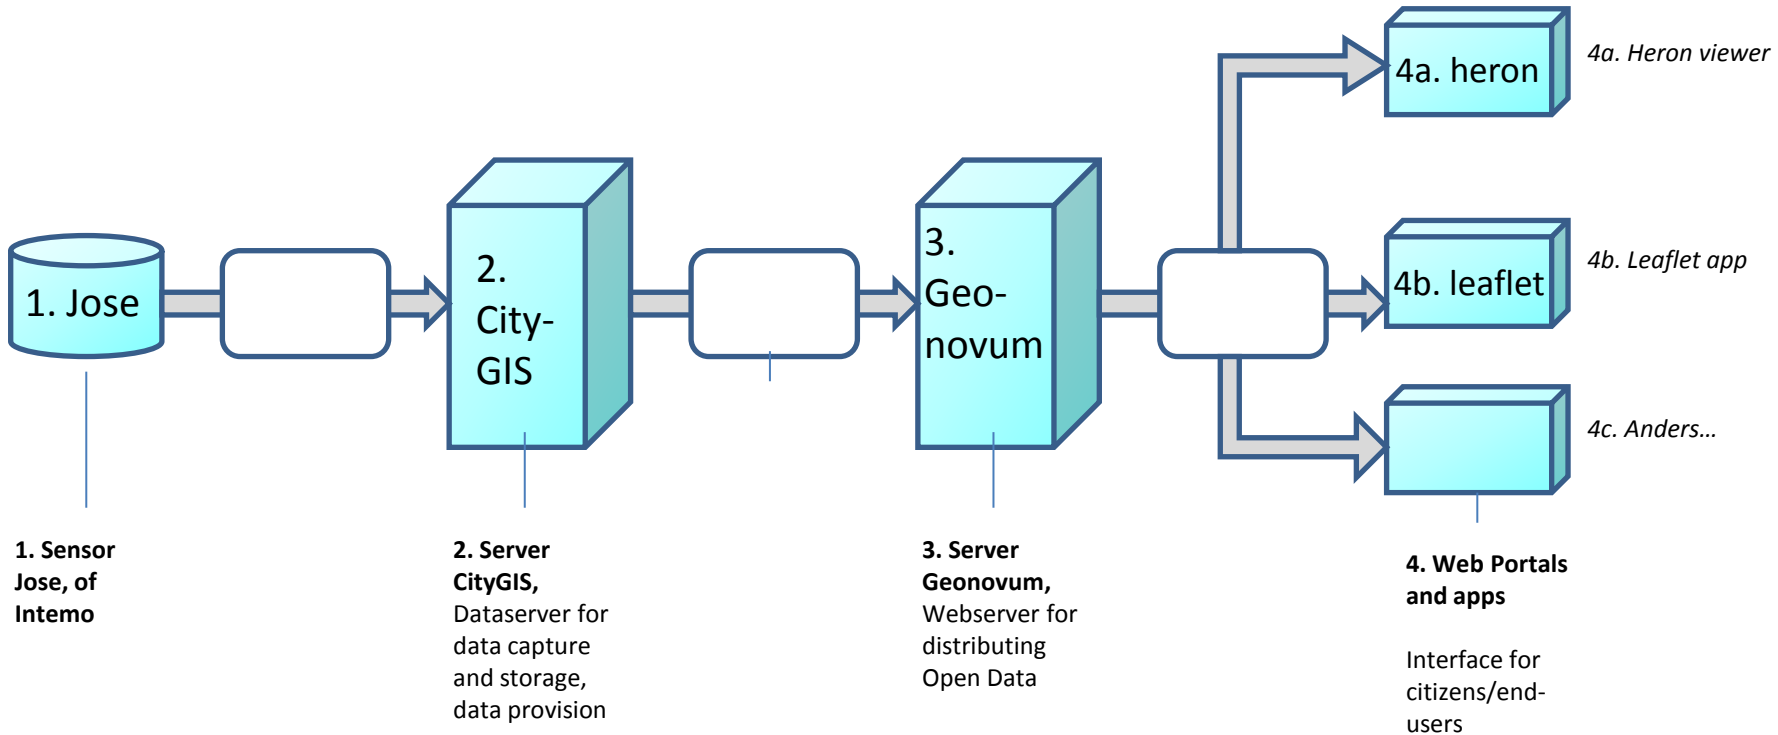 1. Jose
2.
City-
GIS
3.
Geo-
novum
4a. heron
4a. Heron viewer
4b. leaflet
4b. Leaflet app
4c. Anders…
1. Sensor
Jose, of
Intemo
2. Server
CityGIS,
Dataserver for
data capture
and storage,
data provision
3. Server
Geonovum,
Webserver for
distributing
Open Data
4. Web Portals
and apps
Interface for
citizens/end-
users